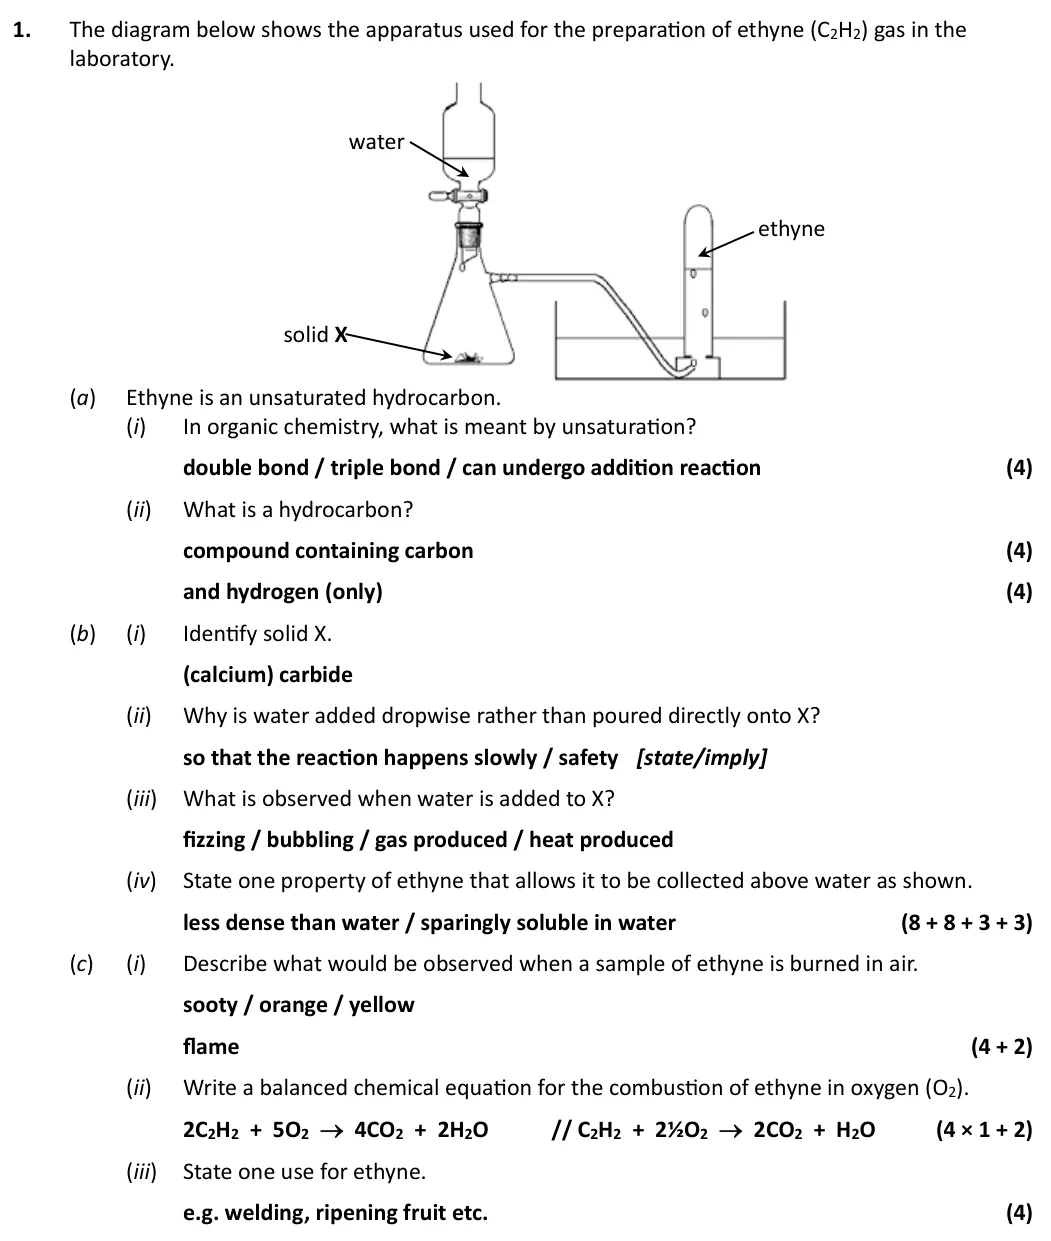 1. The diagram below shows the apparatus used for the preparation of ethyne (C₂H₂) gas in the
laboratory.
water
ethyne
solid X
(a) Ethyne is an unsaturated hydrocarbon.
(i) In organic chemistry, what is meant by unsaturation?
double bond / triple bond / can undergo addition reaction (4)
(ii) What is a hydrocarbon?
compound containing carbon (4)
and hydrogen (only) (4)
(b) (i) Identify solid X.
(calcium) carbide
(ii) Why is water added dropwise rather than poured directly onto X?
so that the reaction happens slowly / safety [state/imply]
(iii) What is observed when water is added to X?
fizzing / bubbling / gas produced / heat produced
(iv) State one property of ethyne that allows it to be collected above water as shown.
less dense than water / sparingly soluble in water (8 + 8 + 3 + 3)
(c) (i) Describe what would be observed when a sample of ethyne is burned in air.
sooty / orange / yellow
flame (4 + 2)
(ii) Write a balanced chemical equation for the combustion of ethyne in oxygen (O₂).
2C₂H₂ + 5O₂ → 4CO₂ + 2H₂O // C₂H₂ + 2½O₂ → 2CO₂ + H₂O (4 × 1 + 2)
(iii) State one use for ethyne.
e.g. welding, ripening fruit etc. (4)